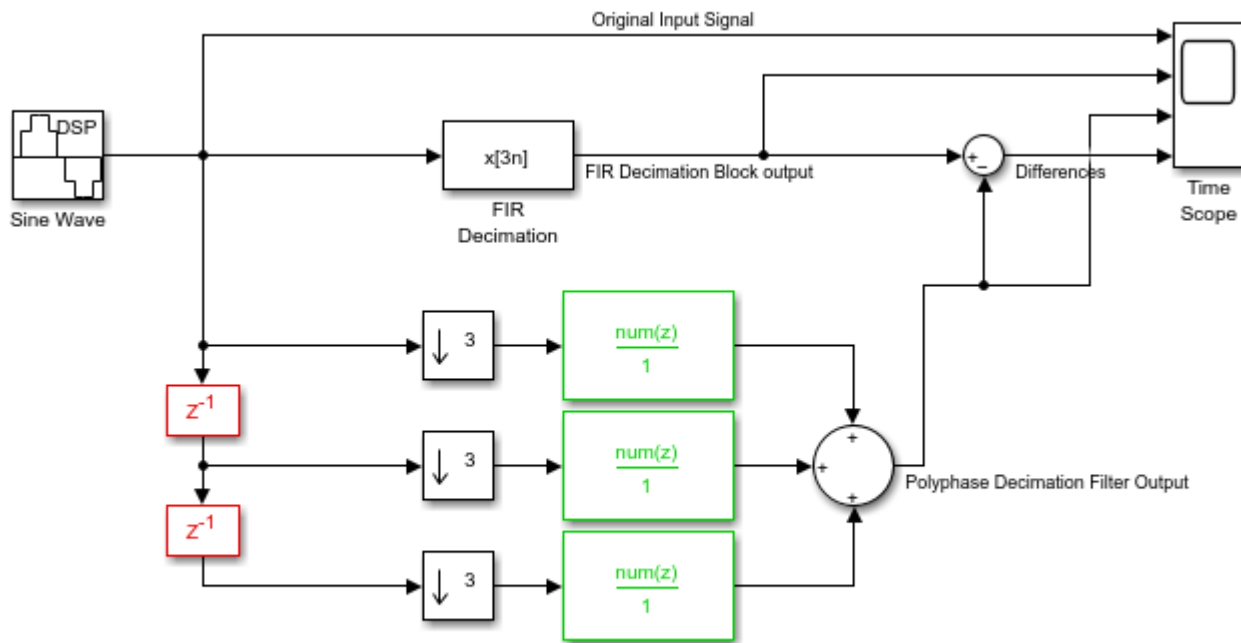 Original Input Signal
DSP
Sine Wave
x[3n]
FIR
Decimation
FIR Decimation Block output
+
−
Differences
Time
Scope
3
num(z)
1
z-1
3
num(z)
1
+
+
+
Polyphase Decimation Filter Output
z-1
3
num(z)
1